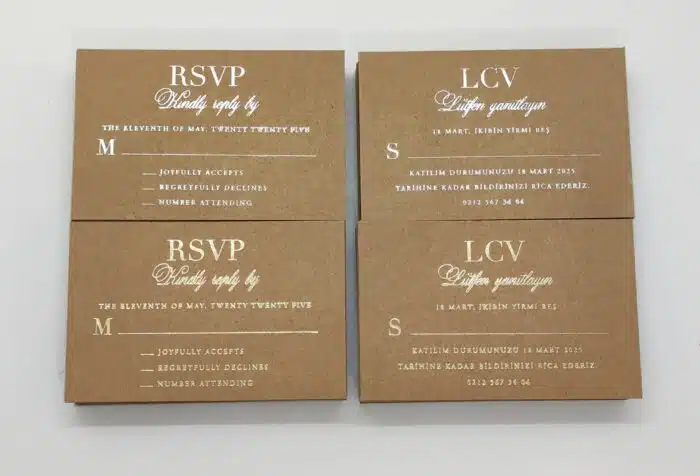 RSVP
Kindly reply by
THE ELEVENTH OF MAY, TWENTY TWENTY FIVE
M
JOYFULLY ACCEPTS
REGRETFULLY DECLINES
NUMBER ATTENDING
LCV
Lütfen yanıtlayın
18 MART, İKİBİN YİRMİ BEŞ
S
KATILIM DURUMUNUZU 18 MART 2025
TARİHİNE KADAR BİLDİRİNİZİ RİCA EDERİZ.
0212 567 34 64
RSVP
Kindly reply by
THE ELEVENTH OF MAY, TWENTY TWENTY FIVE
M
JOYFULLY ACCEPTS
REGRETFULLY DECLINES
NUMBER ATTENDING
LCV
Lütfen yanıtlayın
18 MART, İKİBİN YİRMİ BEŞ
S
KATILIM DURUMUNUZU 18 MART 2025
TARİHİNE KADAR BİLDİRİNİZİ RİCA EDERİZ.
0212 567 34 64